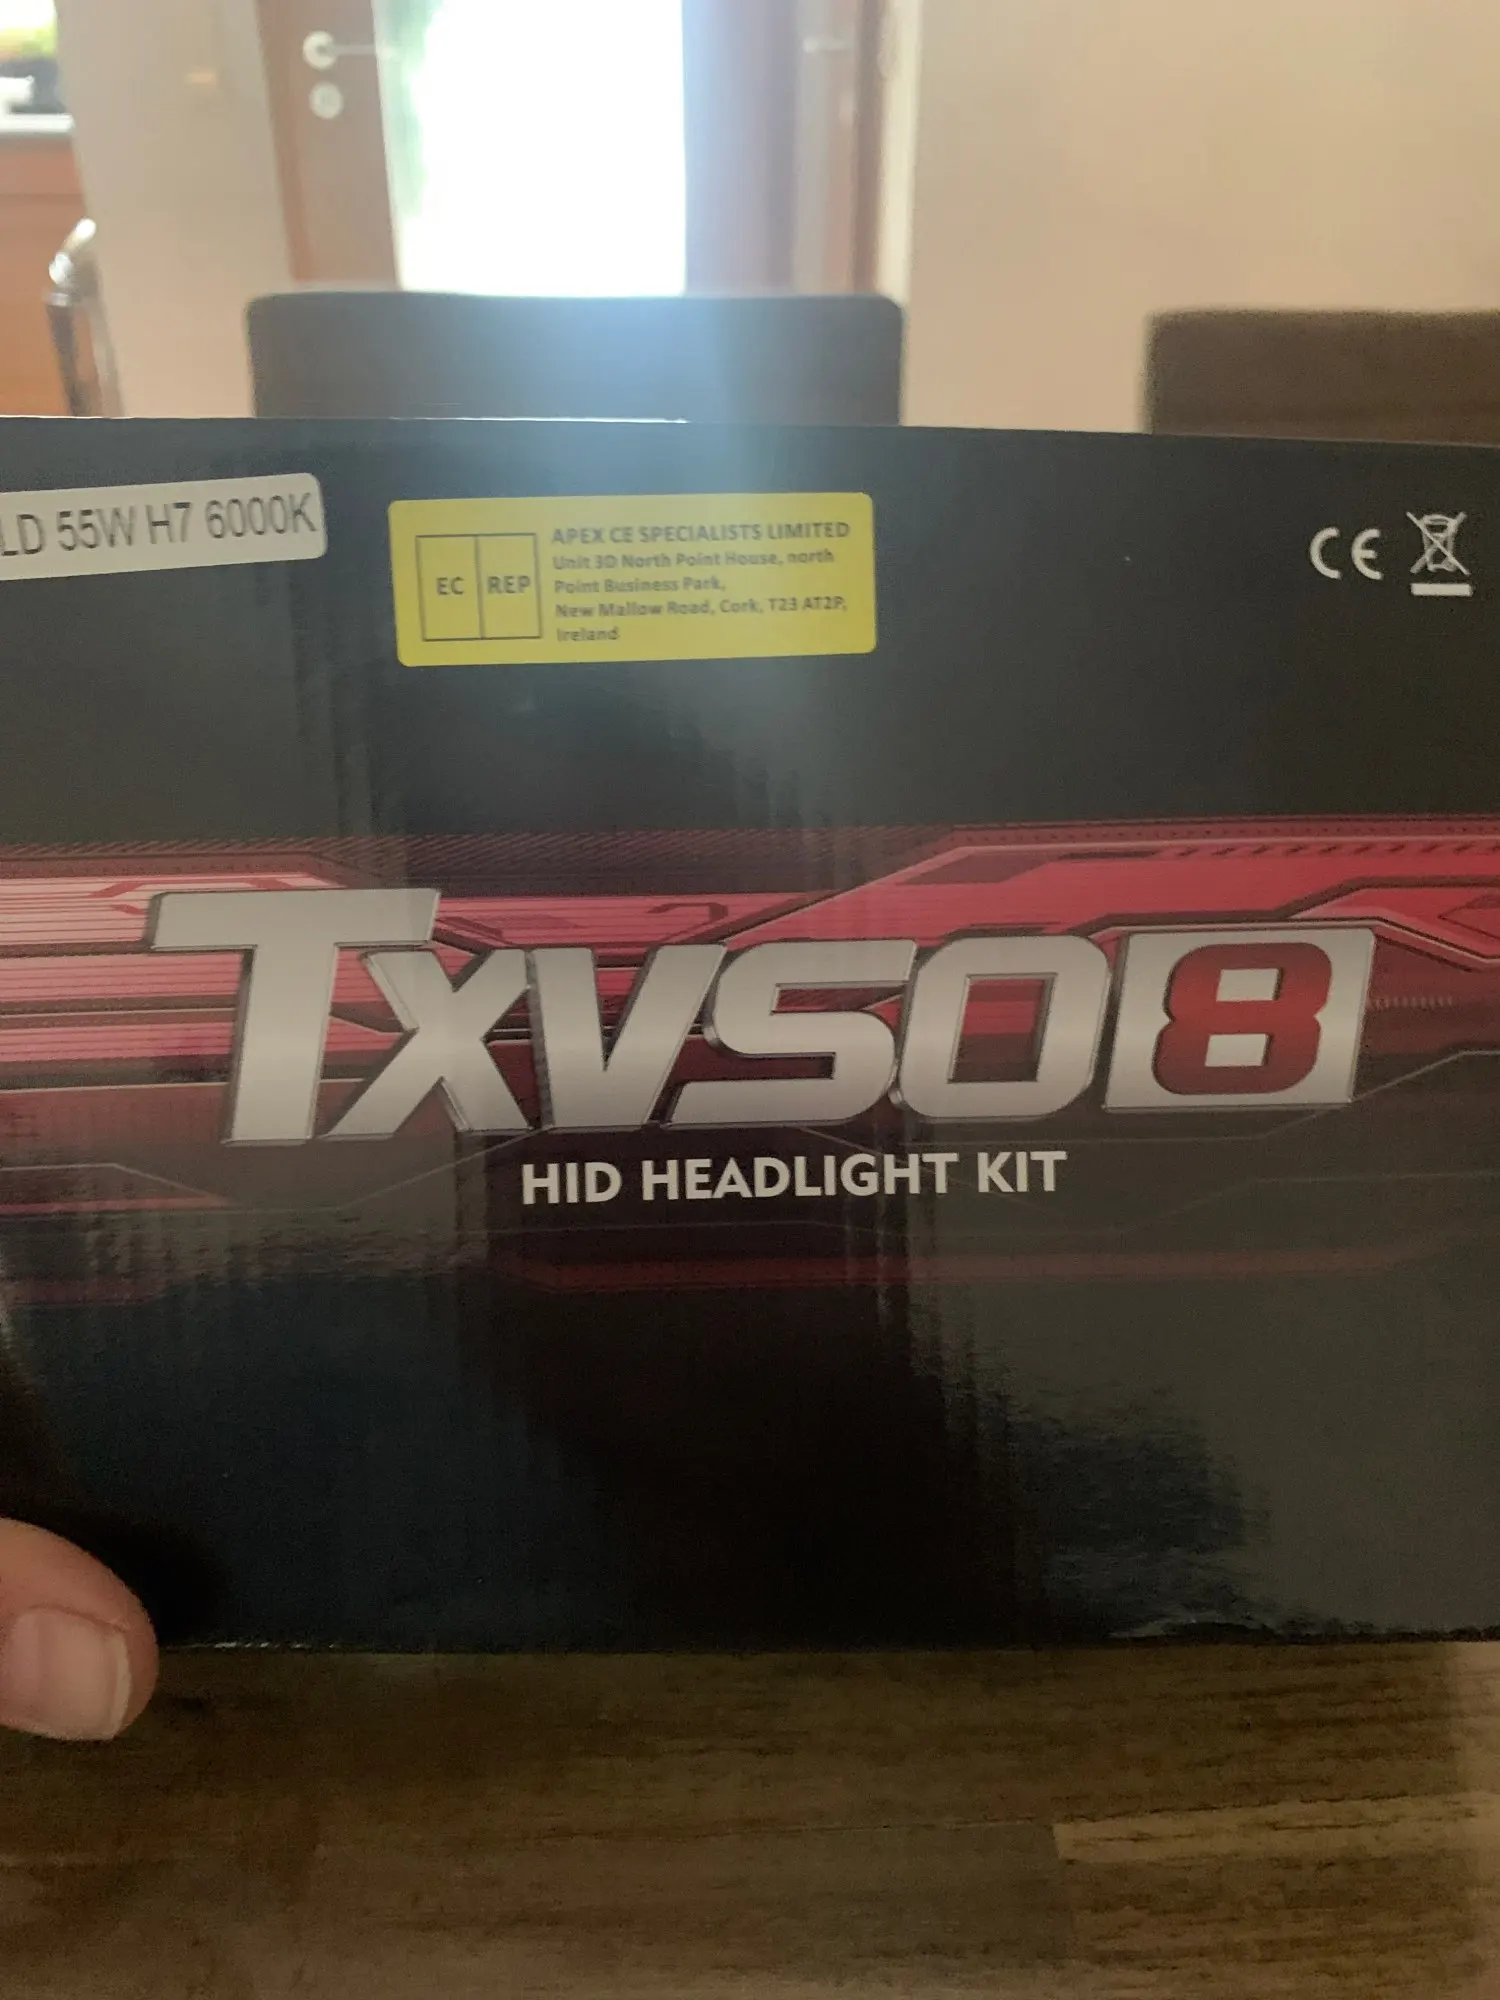 LD 55W H7 6000K
EC REP
APEX CE SPECIALISTS LIMITED
Unit 3D North Point House, north
Point Business Park,
New Mallow Road, Cork, T23 AT2P,
Ireland
CE
TXVSO8
HID HEADLIGHT KIT